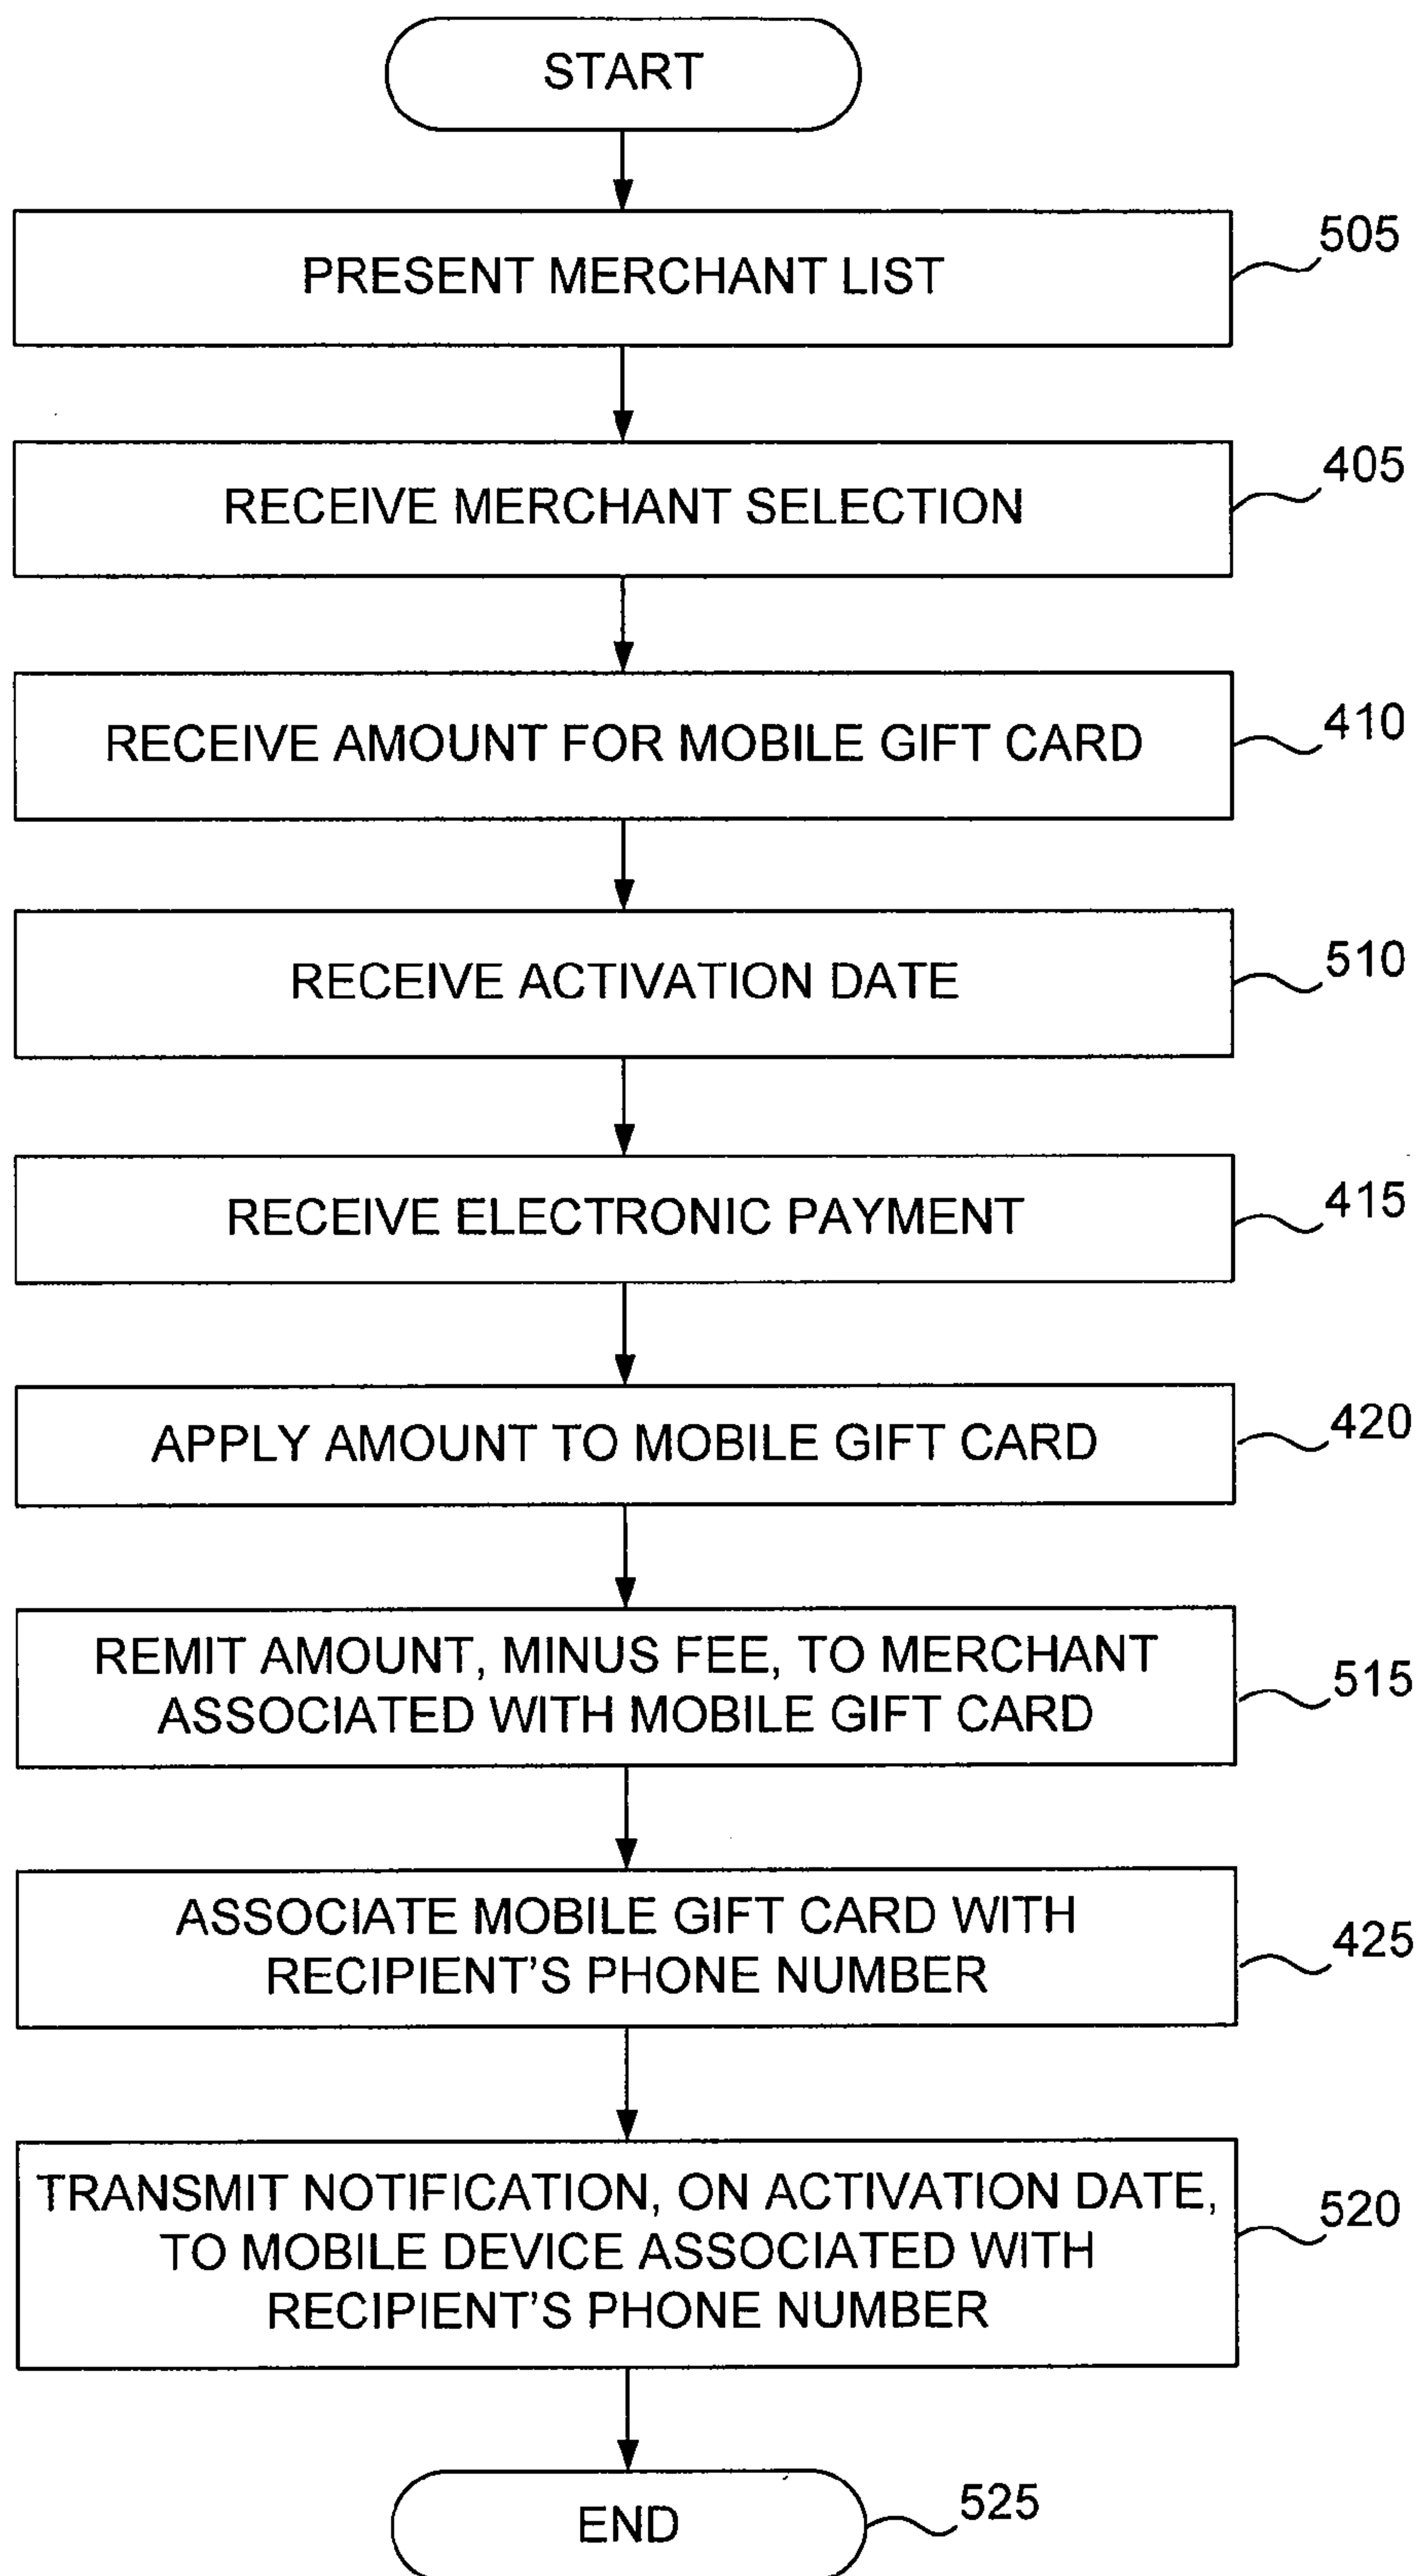 START
PRESENT MERCHANT LIST
505
RECEIVE MERCHANT SELECTION
405
RECEIVE AMOUNT FOR MOBILE GIFT CARD
410
RECEIVE ACTIVATION DATE
510
RECEIVE ELECTRONIC PAYMENT
415
APPLY AMOUNT TO MOBILE GIFT CARD
420
REMIT AMOUNT, MINUS FEE, TO MERCHANT
ASSOCIATED WITH MOBILE GIFT CARD
515
ASSOCIATE MOBILE GIFT CARD WITH
RECIPIENT'S PHONE NUMBER
425
TRANSMIT NOTIFICATION, ON ACTIVATION DATE,
TO MOBILE DEVICE ASSOCIATED WITH
RECIPIENT'S PHONE NUMBER
520
END
525